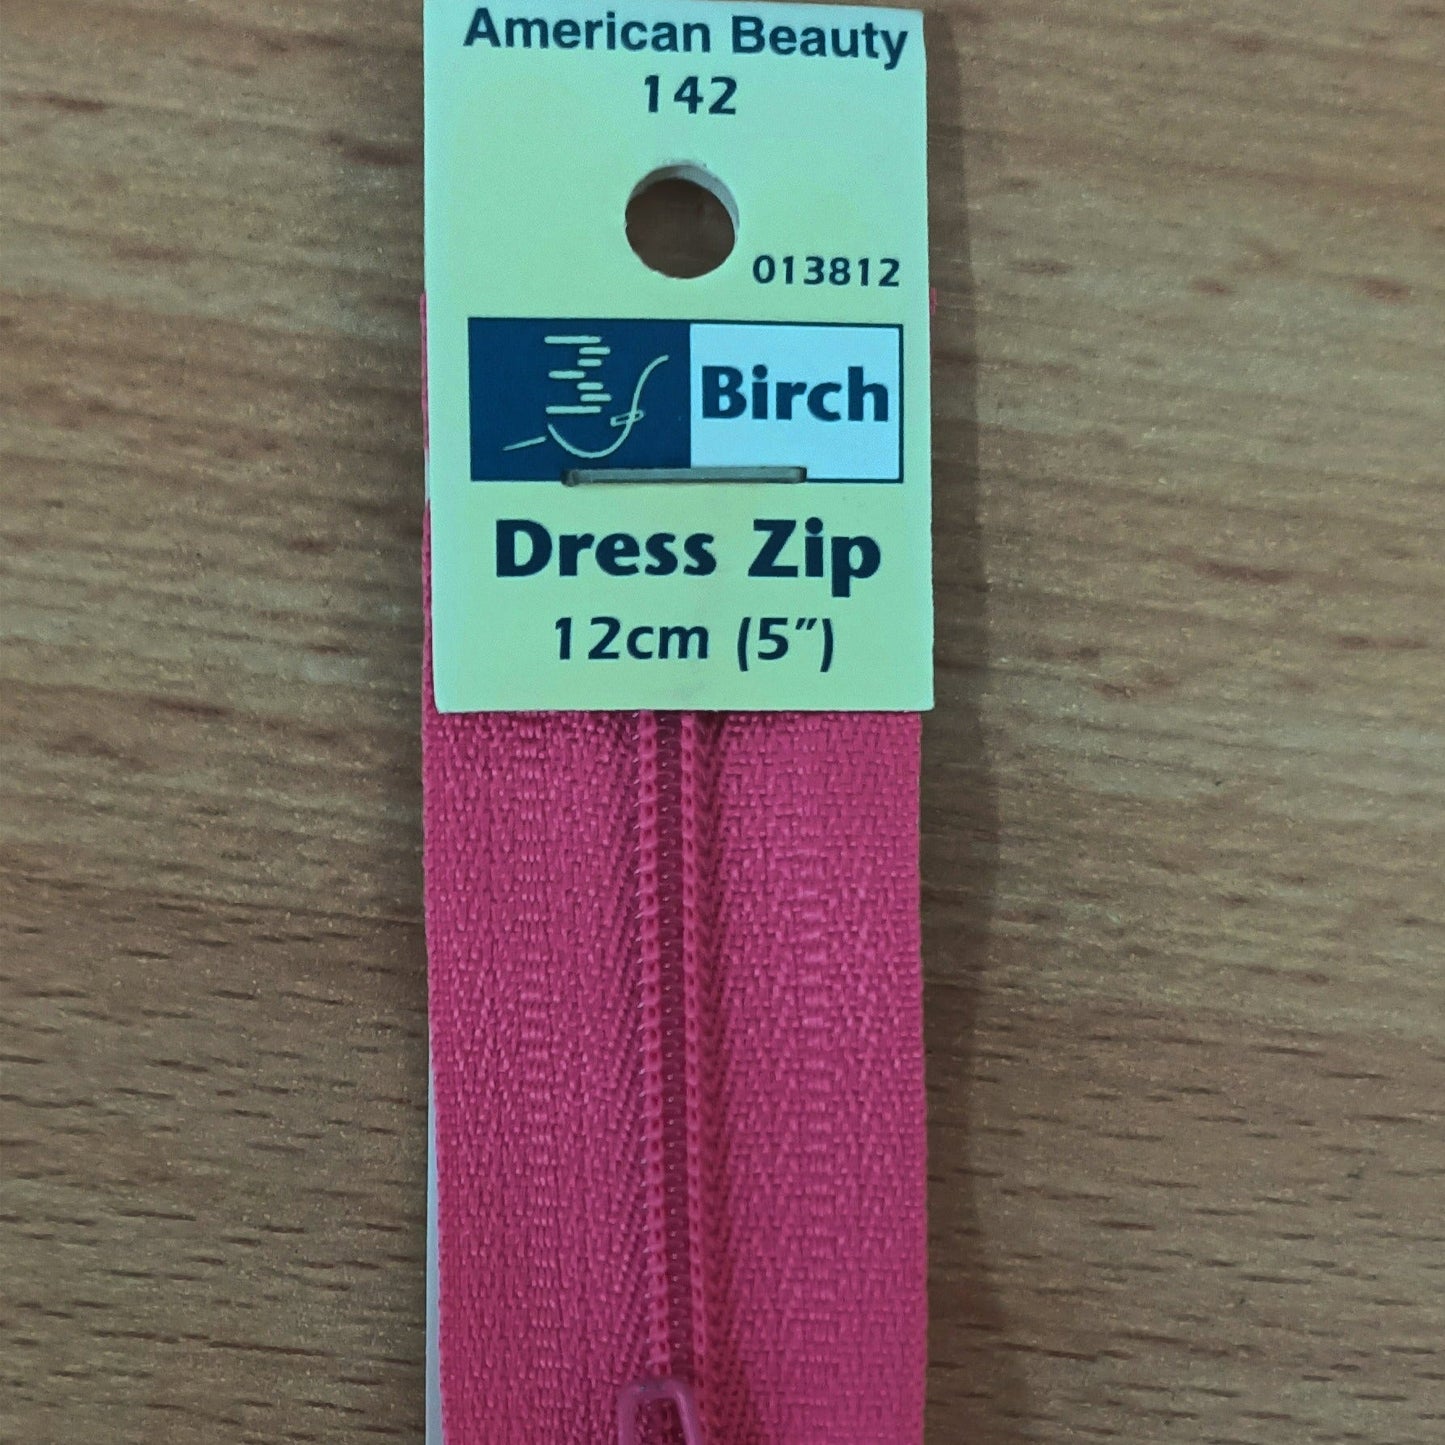 American Beauty
142
013812
Birch
Dress Zip
12cm (5″)